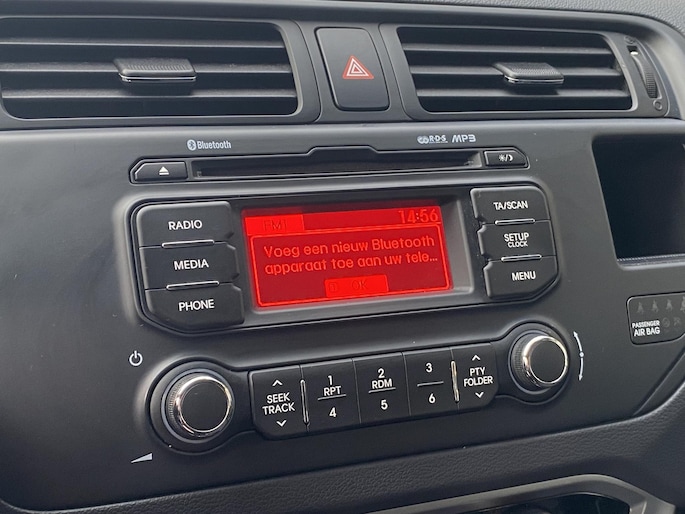 Bluetooth
R·D·S MP3
RADIO
MEDIA
PHONE
FM1 14:56
Voeg een nieuw Bluetooth
apparaat toe aan uw tele...
OK
TA/SCAN
SETUP
CLOCK
MENU
PASSENGER
AIR BAG
SEEK
TRACK
1
RPT
4
2
RDM
5
3
6
PTY
FOLDER